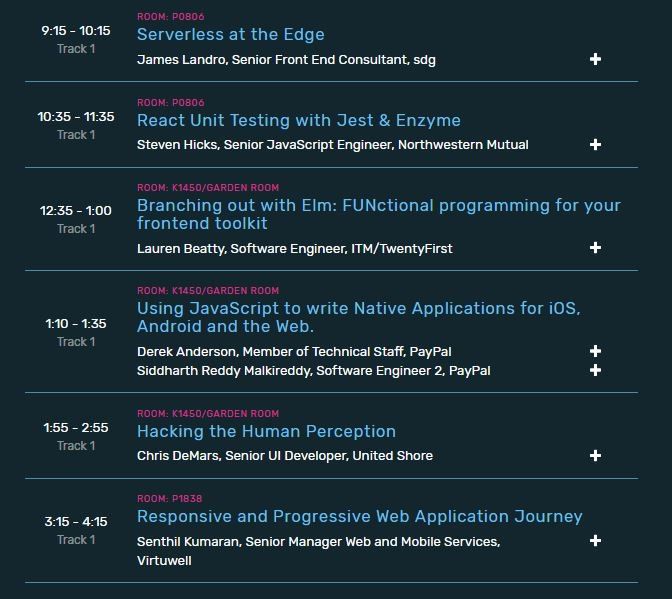 ROOM: P0806
9:15 - 10:15
Serverless at the Edge
Track 1
James Landro, Senior Front End Consultant, sdg
ROOM: P0806
10:35 - 11:35
React Unit Testing with Jest & Enzyme
Track 1
Steven Hicks, Senior JavaScript Engineer, Northwestern Mutual
ROOM: K1450/GARDEN ROOM
12:35 - 1:00
Branching out with Elm: FUNctional programming for your
frontend toolkit
Track 1
Lauren Beatty, Software Engineer, ITM/TwentyFirst
ROOM: K1450/GARDEN ROOM
1:10 - 1:35
Using JavaScript to write Native Applications for iOS,
Android and the Web.
Track 1
Derek Anderson, Member of Technical Staff, PayPal
Siddharth Reddy Malkireddy, Software Engineer 2, PayPal
ROOM: K1450/GARDEN ROOM
1:55 - 2:55
Hacking the Human Perception
Track 1
Chris DeMars, Senior UI Developer, United Shore
ROOM: P1838
3:15 - 4:15
Responsive and Progressive Web Application Journey
Track 1
Senthil Kumaran, Senior Manager Web and Mobile Services,
Virtuwell